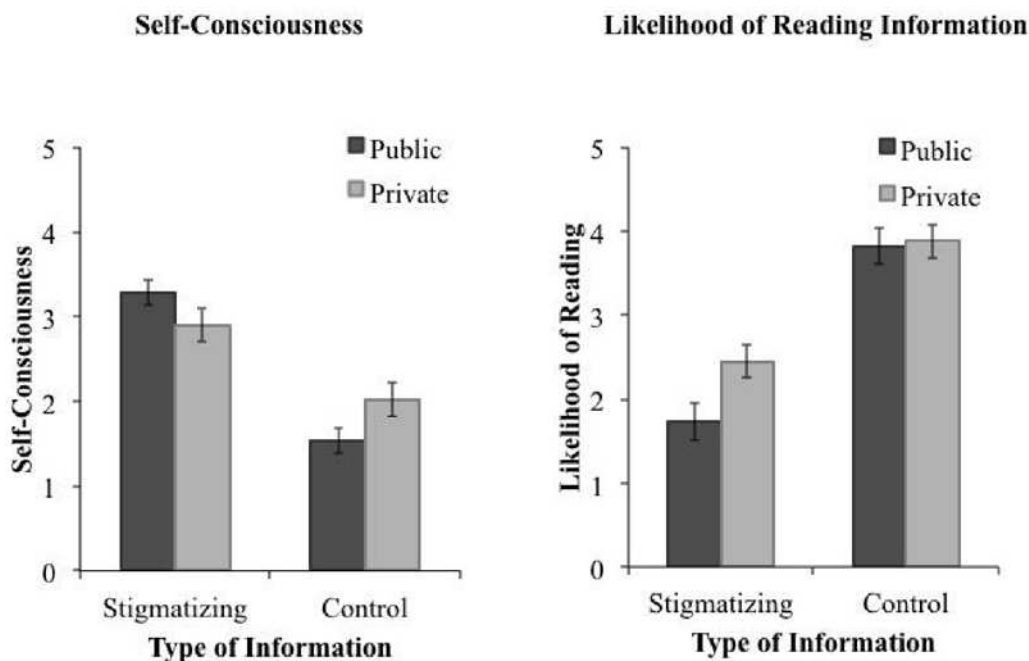 Self-Consciousness
5
4
3
2
1
0
Self-Consciousness
Public
Private
Stigmatizing
Control
Type of Information
Likelihood of Reading Information
5
4
3
2
1
0
Likelihood of Reading
Public
Private
Stigmatizing
Control
Type of Information